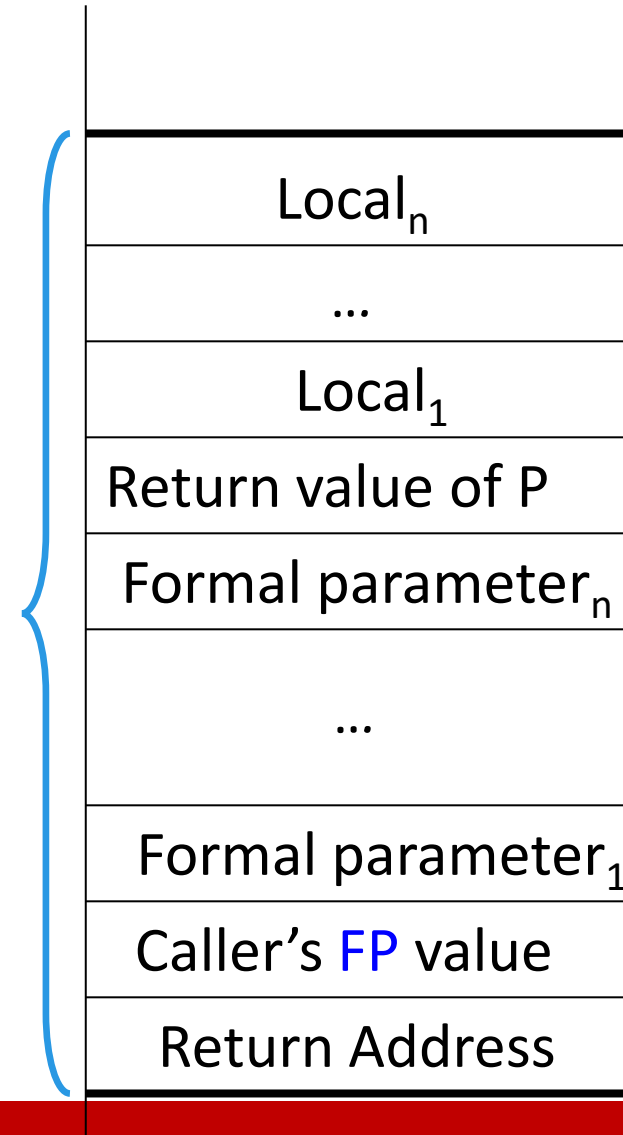 Localₙ
…
Local₁
Return value of P
Formal parameterₙ
…
Formal parameter₁
Caller’s FP value
Return Address